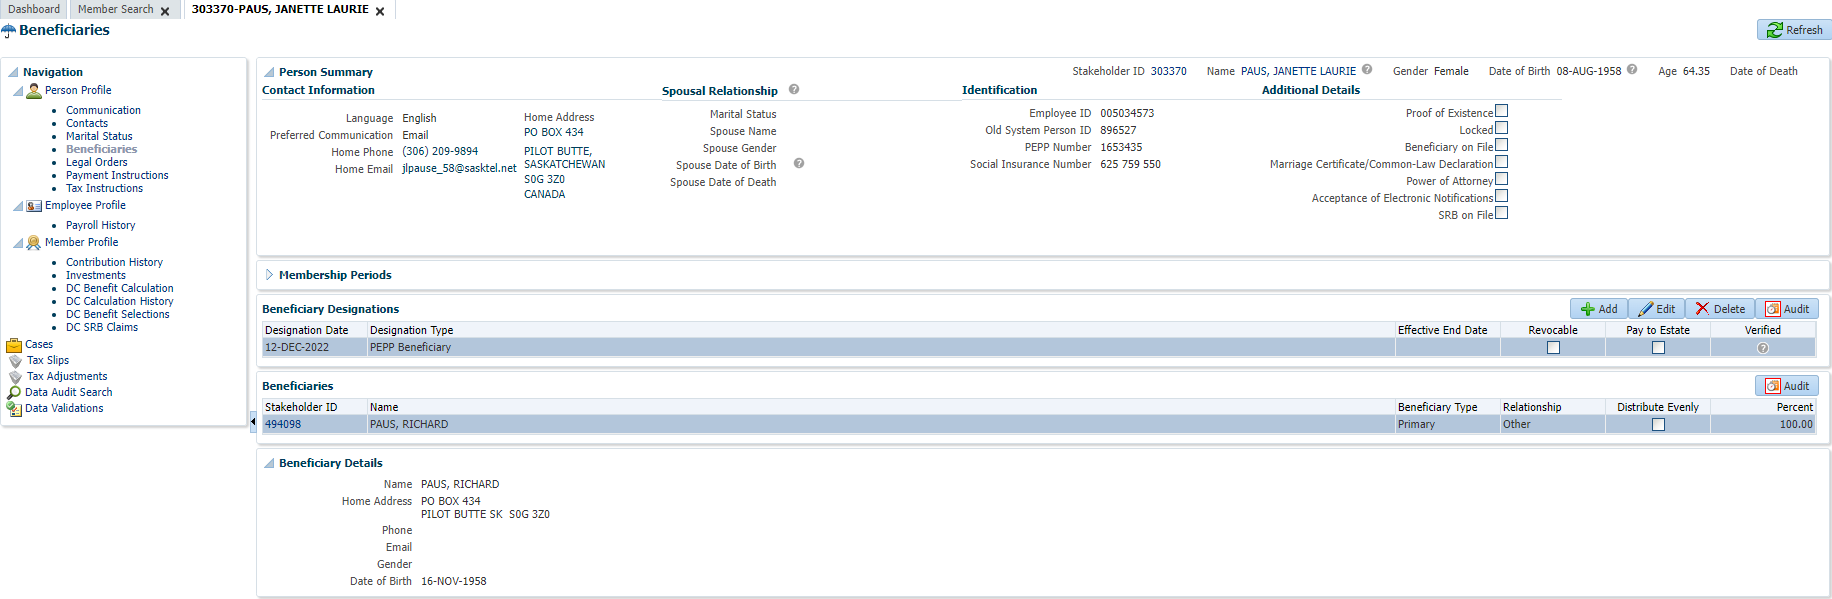 Dashboard Member Search 303370-PAUS, JANETTE LAURIE
Beneficiaries
Refresh
Navigation
Person Profile
Communication
Contacts
Marital Status
Beneficiaries
Legal Orders
Payment Instructions
Tax Instructions
Employee Profile
Payroll History
Member Profile
Contribution History
Investments
DC Benefit Calculation
DC Calculation History
DC Benefit Selections
DC SRB Claims
Cases
Tax Slips
Tax Adjustments
Data Audit Search
Data Validations
Person Summary
Stakeholder ID 303370 Name PAUS, JANETTE LAURIE Gender Female Date of Birth 08-AUG-1958 Age 64.35 Date of Death
Contact Information
Language English
Preferred Communication Email
Home Phone (306) 209-9894
Home Email jlpause_58@sasktel.net
Home Address
PO BOX 434
PILOT BUTTE,
SASKATCHEWAN
S0G 3Z0
CANADA
Spousal Relationship
Marital Status
Spouse Name
Spouse Gender
Spouse Date of Birth
Spouse Date of Death
Identification
Employee ID 005034573
Old System Person ID 896527
PEPP Number 1653435
Social Insurance Number 625 759 550
Additional Details
Proof of Existence
Locked
Beneficiary on File
Marriage Certificate/Common-Law Declaration
Power of Attorney
Acceptance of Electronic Notifications
SRB on File
Membership Periods
Beneficiary Designations
Add Edit Delete Audit
Designation Date Designation Type Effective End Date Revocable Pay to Estate Verified
12-DEC-2022 PEPP Beneficiary
Beneficiaries
Audit
Stakeholder ID Name Beneficiary Type Relationship Distribute Evenly Percent
494098 PAUS, RICHARD Primary Other 100.00
Beneficiary Details
Name PAUS, RICHARD
Home Address PO BOX 434
PILOT BUTTE SK S0G 3Z0
Phone
Email
Gender
Date of Birth 16-NOV-1958